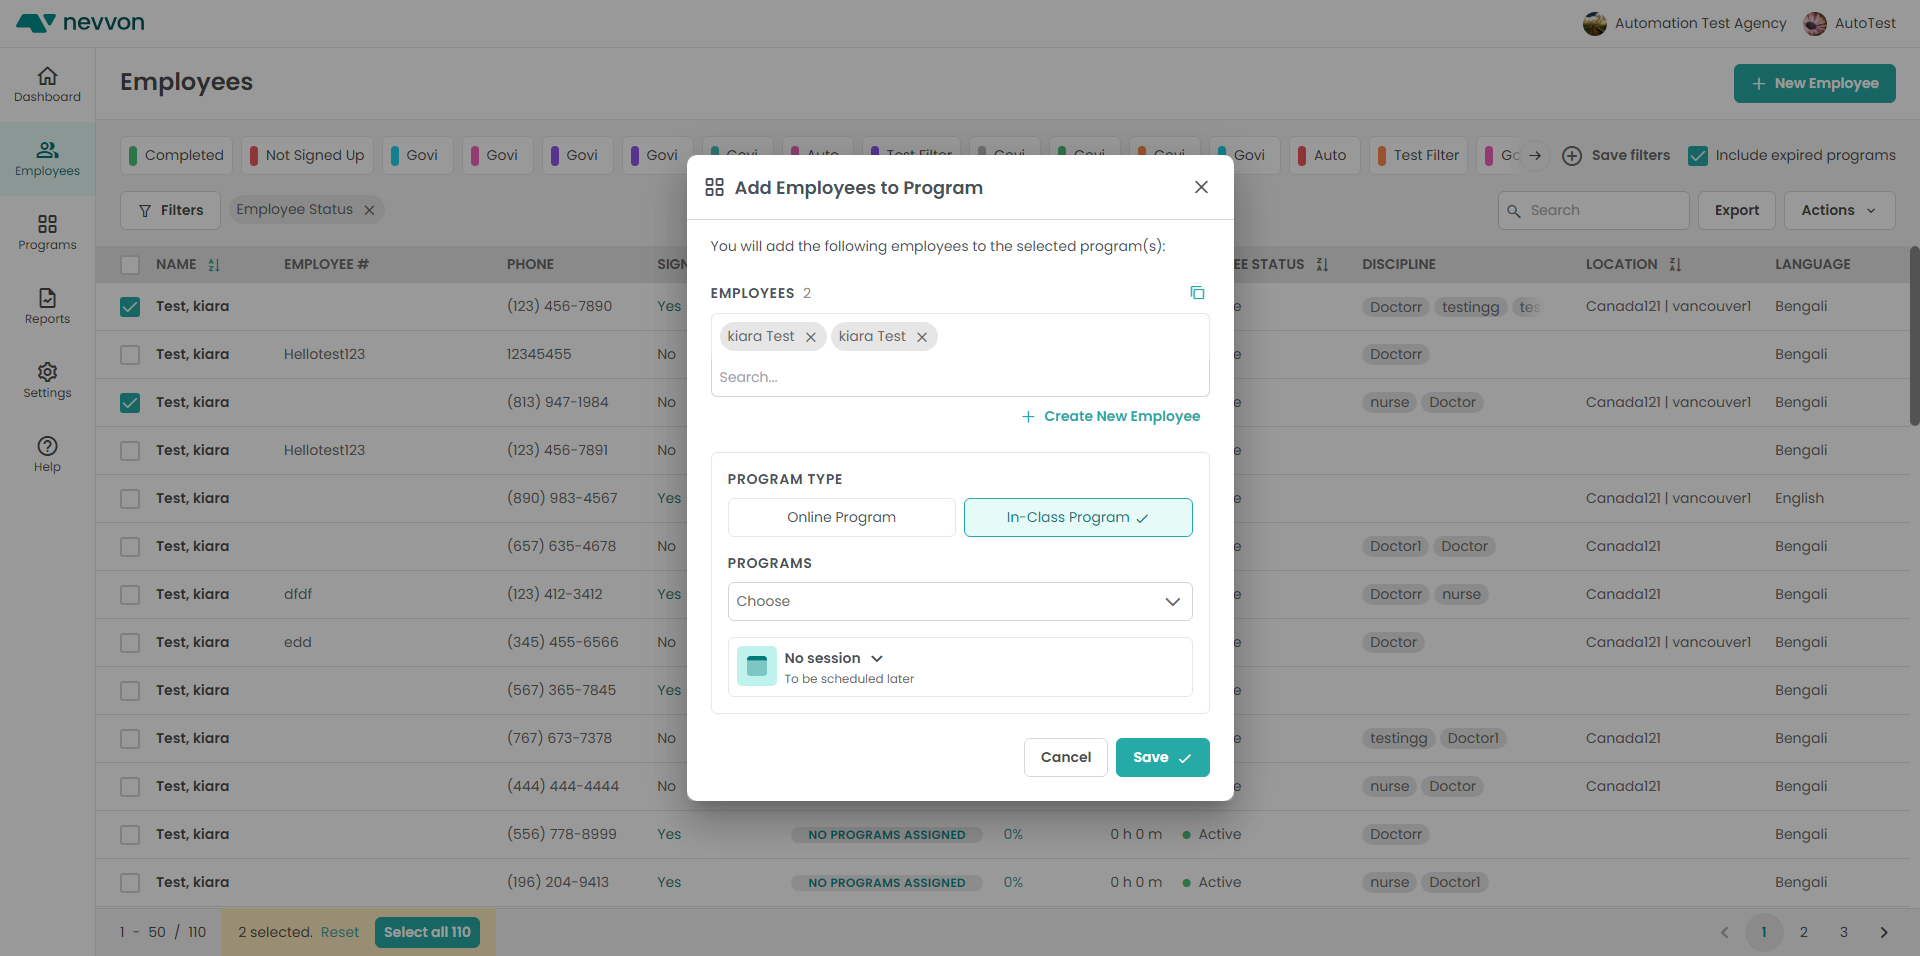 nevvon
Automation Test Agency
AutoTest
Dashboard
Employees
Programs
Reports
Settings
Help
Employees
New Employee
Completed
Not Signed Up
Govi
Govi
Govi
Govi
Govi
Auto
Test Filter
Govi
Govi
Govi
Govi
Auto
Test Filter
Save filters
Include expired programs
Filters
Employee Status
Search
Export
Actions
NAME EMPLOYEE # PHONE SIGN EE STATUS DISCIPLINE LOCATION LANGUAGE
Test, kiara (123) 456-7890 Yes e Doctorr testingg tes Canada121 | vancouver1 Bengali
Test, kiara Hellotest123 12345455 No e Doctorr Bengali
Test, kiara (813) 947-1984 No e nurse Doctor Canada121 | vancouver1 Bengali
Test, kiara Hellotest123 (123) 456-7891 No e Bengali
Test, kiara (890) 983-4567 Yes e Canada121 | vancouver1 English
Test, kiara (657) 635-4678 No e Doctor1 Doctor Canada121 Bengali
Test, kiara dfdf (123) 412-3412 Yes e Doctorr nurse Canada121 Bengali
Test, kiara edd (345) 455-6566 No e Doctor Canada121 | vancouver1 Bengali
Test, kiara (567) 365-7845 Yes e Bengali
Test, kiara (767) 673-7378 No e testingg Doctor1 Canada121 Bengali
Test, kiara (444) 444-4444 No e nurse Doctor Canada121 Bengali
Test, kiara (556) 778-8999 Yes NO PROGRAMS ASSIGNED 0% 0 h 0 m Active Doctorr Bengali
Test, kiara (196) 204-9413 Yes NO PROGRAMS ASSIGNED 0% 0 h 0 m Active nurse Doctor1 Bengali
1 - 50 / 110
2 selected. Reset
Select all 110
1 2 3
Add Employees to Program
You will add the following employees to the selected program(s):
EMPLOYEES 2
kiara Test kiara Test
Search...
Create New Employee
PROGRAM TYPE
Online Program In-Class Program
PROGRAMS
Choose
No session
To be scheduled later
Cancel Save